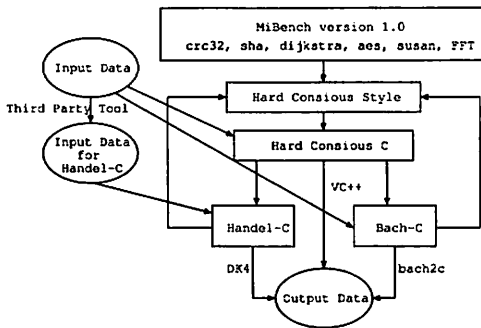 MiBench version 1.0
crc32, sha, dijkstra, aes, susan, FFT
Input Data
Hard Consious Style
Third Party Tool
Input Data
for
Handel-C
Hard Consious C
VC++
Handel-C
Bach-C
DK4
bach2c
Output Data